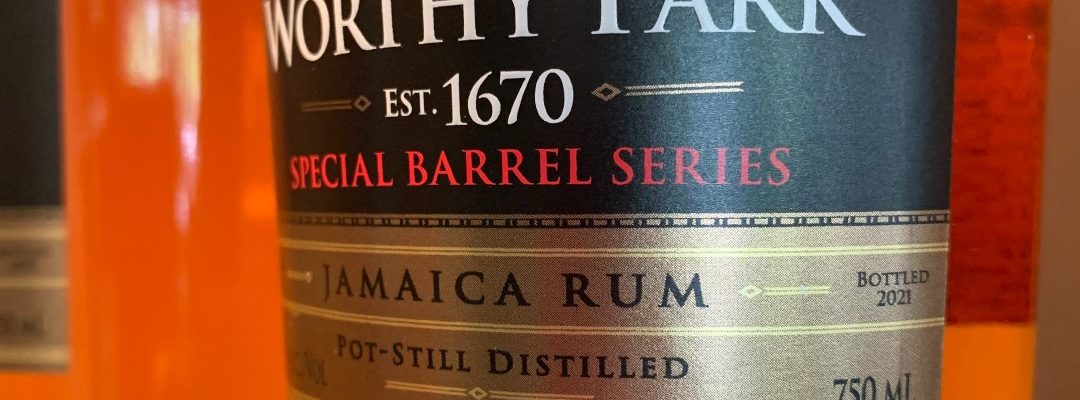 WORTHY PARK
EST. 1670
SPECIAL BARREL SERIES
JAMAICA RUM
BOTTLED
2021
POT-STILL DISTILLED
750 ML